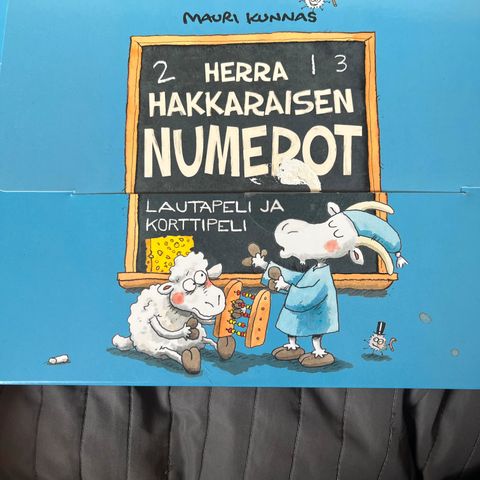 MAURI KUNNAS
2 HERRA 1 3
HAKKARAISEN
NUMEROT
LAUTAPELI JA
KORTTIPELI